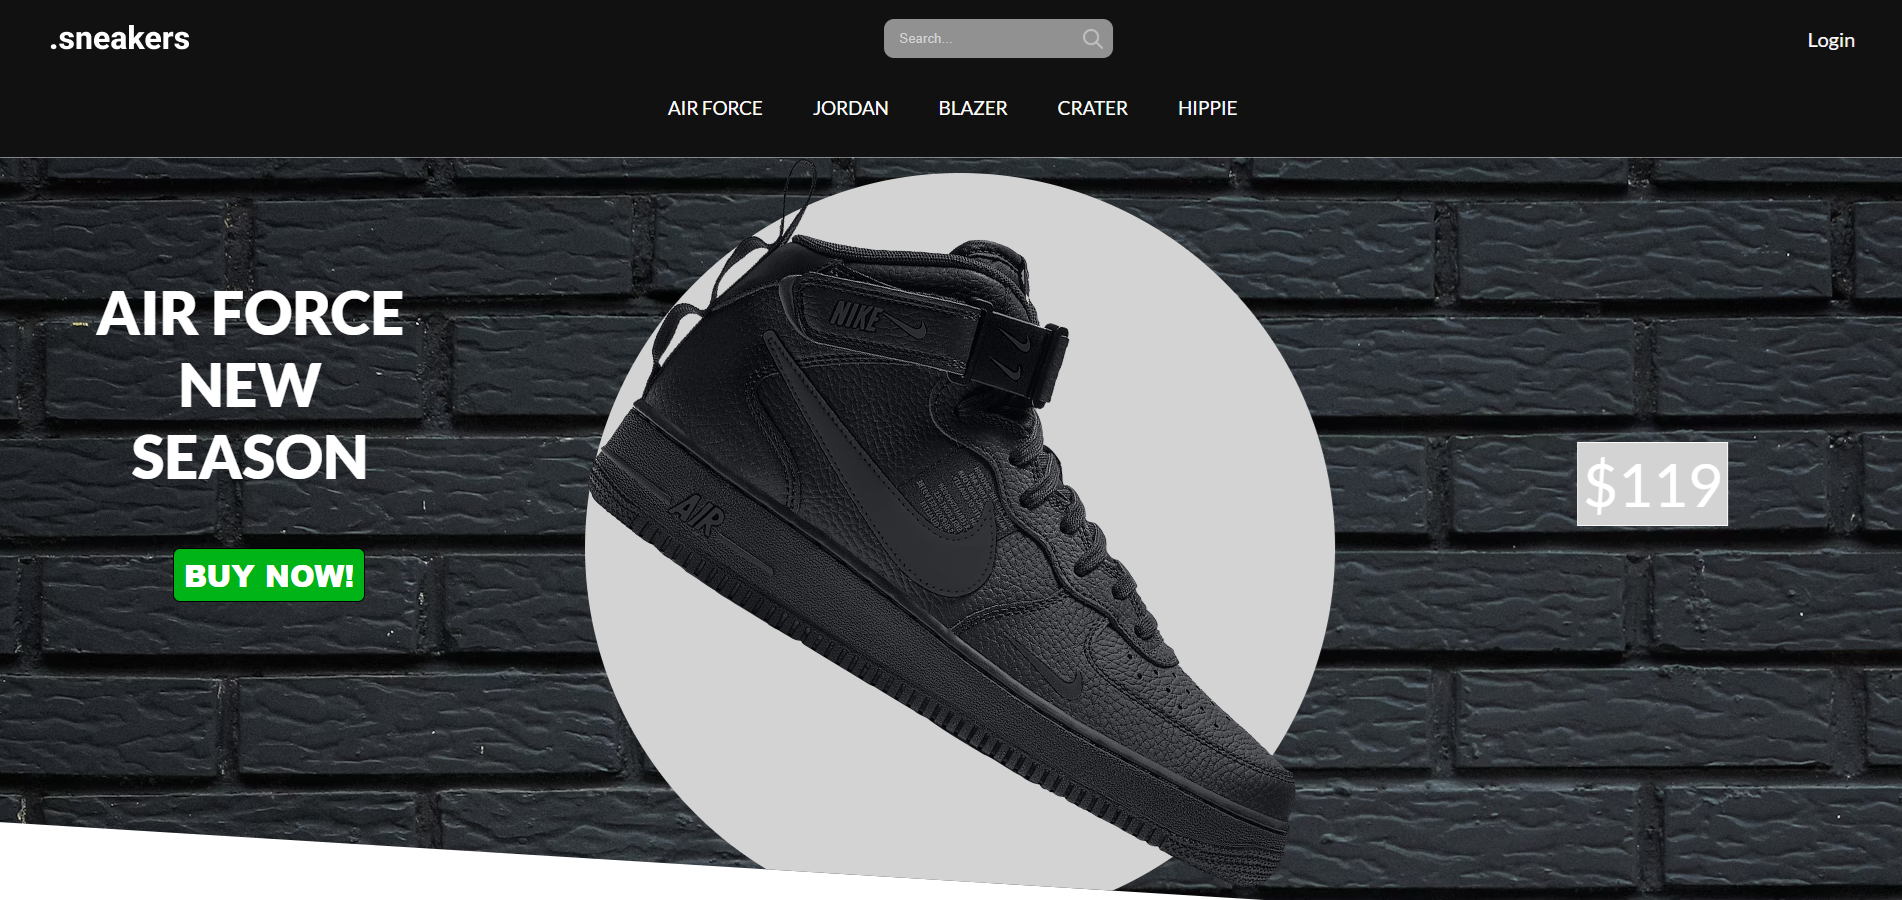 .sneakers
Search...
Login
AIR FORCE
JORDAN
BLAZER
CRATER
HIPPIE
AIR FORCE
NEW
SEASON
BUY NOW!
NIKE
AIR
$119